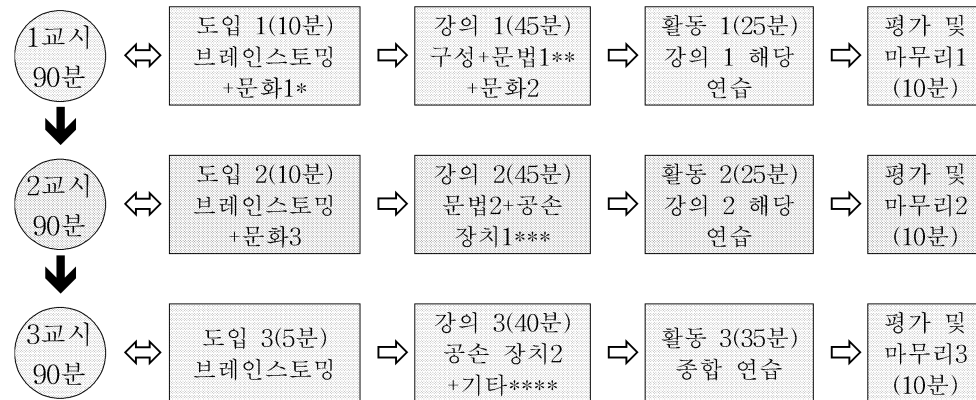 1교시
90분
도입 1(10분)
브레인스토밍
+문화1*
강의 1(45분)
구성+문법1**
+문화2
활동 1(25분)
강의 1 해당
연습
평가 및
마무리1
(10분)
2교시
90분
도입 2(10분)
브레인스토밍
+문화3
강의 2(45분)
문법2+공손
장치1***
활동 2(25분)
강의 2 해당
연습
평가 및
마무리2
(10분)
3교시
90분
도입 3(5분)
브레인스토밍
강의 3(40분)
공손 장치2
+기타****
활동 3(35분)
종합 연습
평가 및
마무리3
(10분)